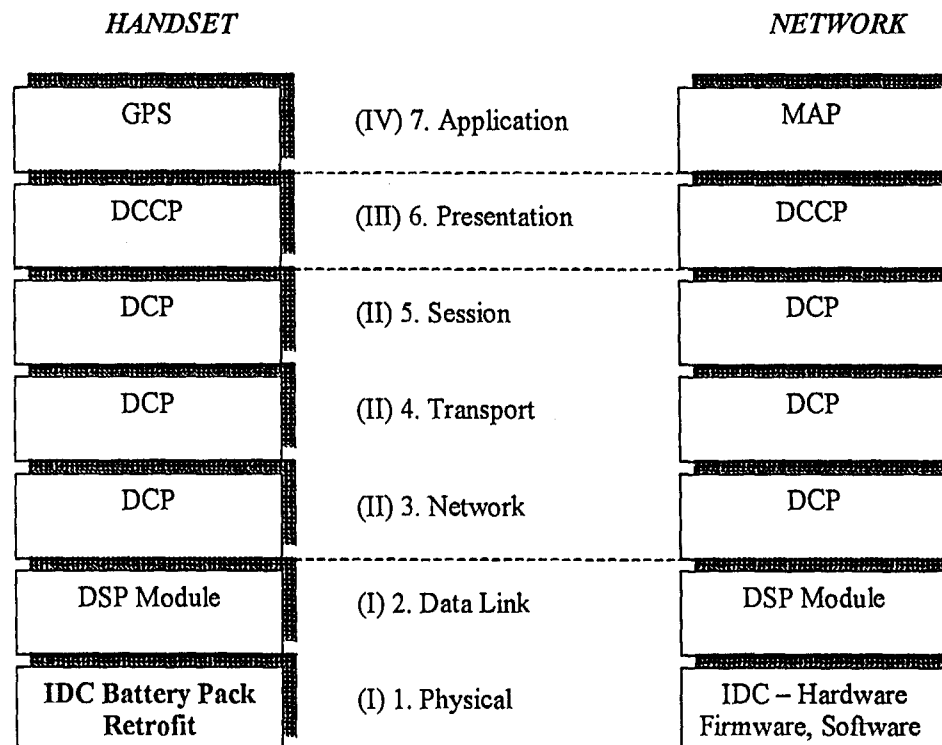 HANDSET NETWORK
GPS (IV) 7. Application MAP
DCCP (III) 6. Presentation DCCP
DCP (II) 5. Session DCP
DCP (II) 4. Transport DCP
DCP (II) 3. Network DCP
DSP Module (I) 2. Data Link DSP Module
IDC Battery Pack (I) 1. Physical IDC – Hardware
Retrofit Firmware, Software